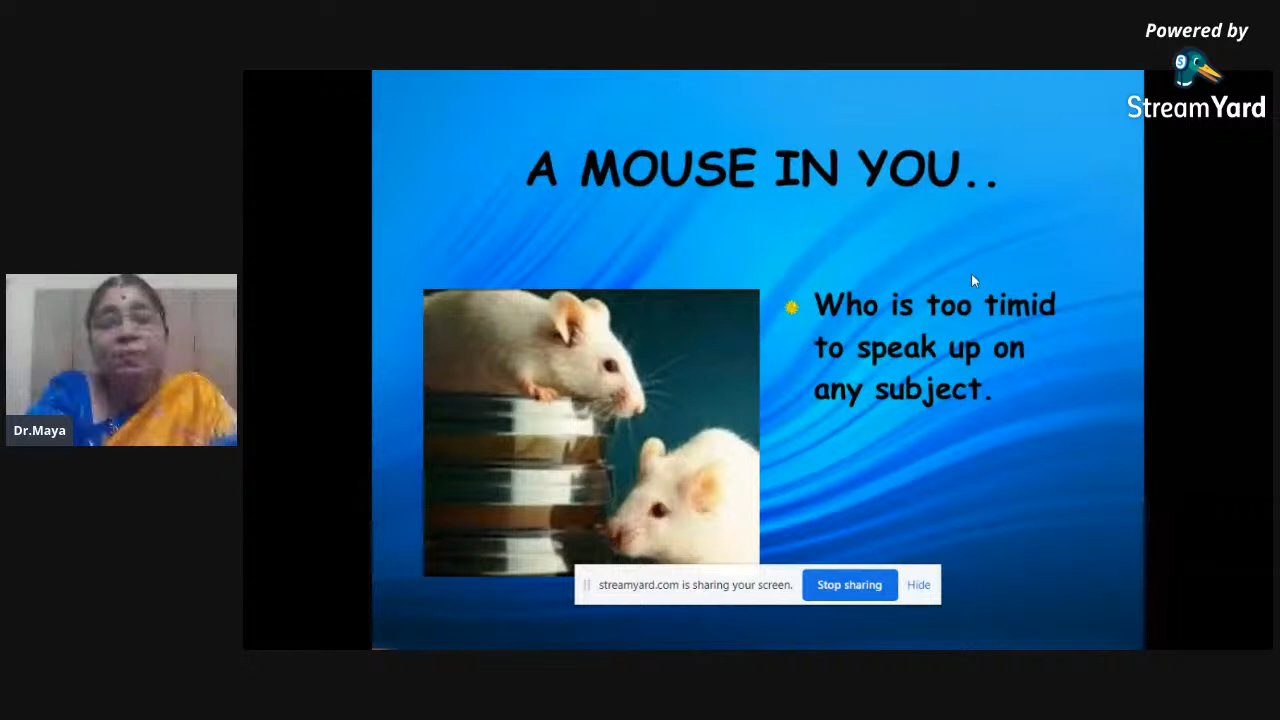 Powered by
StreamYard
A MOUSE IN YOU..
Who is too timid
to speak up on
any subject.
Dr.Maya
streamyard.com is sharing your screen. Stop sharing Hide